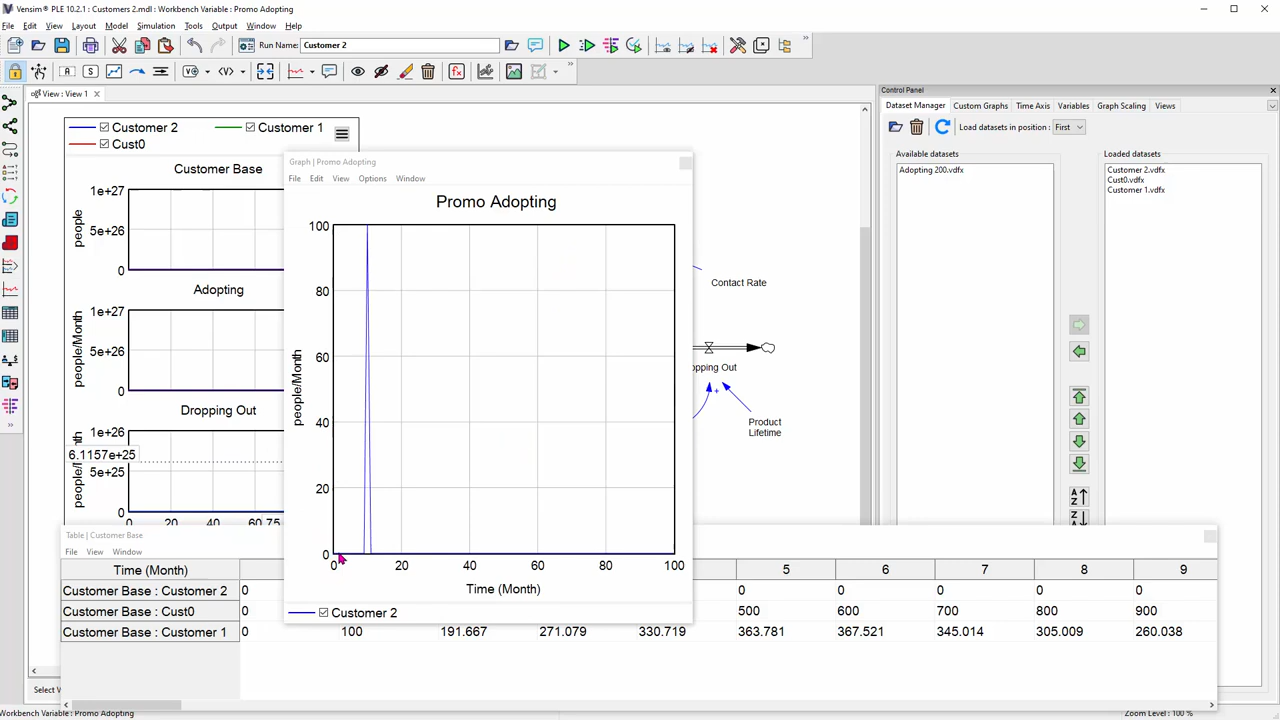 Vensim® PLE 10.2.1 : Customers 2.mdl : Workbench Variable: Promo Adopting
File Edit View Layout Model Simulation Tools Output Window Help
Run Name: Customer 2
View : View 1
Control Panel
Dataset Manager Custom Graphs Time Axis Variables Graph Scaling Views
Load datasets in position : First
Available datasets Loaded datasets
Adopting 200.vdfx
Customer 2.vdfx
Cust0.vdfx
Customer 1.vdfx
Customer 2 Customer 1
Cust0
Customer Base
1e+27
5e+26
0
people
Adopting
1e+27
5e+26
0
people/Month
Dropping Out
1e+26
6.1157e+25
5e+25
0
0 20 40 60.75
Graph | Promo Adopting
File Edit View Options Window
Promo Adopting
100
80
60
40
20
0
people/Month
0 20 40 60 80 100
Time (Month)
Customer 2
Contact Rate
pping Out
Product
Lifetime
Table | Customer Base
File View Window
Time (Month) 5 6 7 8 9
Customer Base : Customer 2 0 0 0 0 0 0
Customer Base : Cust0 0 500 600 700 800 900
Customer Base : Customer 1 0 100 191.667 271.079 330.719 363.781 367.521 345.014 305.009 260.038
Select V
Workbench Variable: Promo Adopting
Zoom Level : 100 %